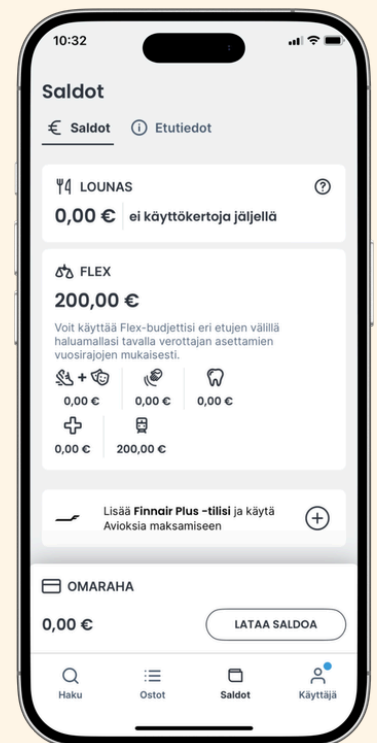 10:32
Saldot
€ Saldot Etutiedot
LOUNAS
0,00 € ei käyttökertoja jäljellä
FLEX
200,00 €
Voit käyttää Flex-budjettisi eri etujen välillä
haluamallasi tavalla verottajan asettamien
vuosirajojen mukaisesti.
0,00 € 0,00 € 0,00 €
0,00 € 200,00 €
Lisää Finnair Plus -tilisi ja käytä
Avioksia maksamiseen
OMARAHA
0,00 € LATAA SALDOA
Haku Ostot Saldot Käyttäjä